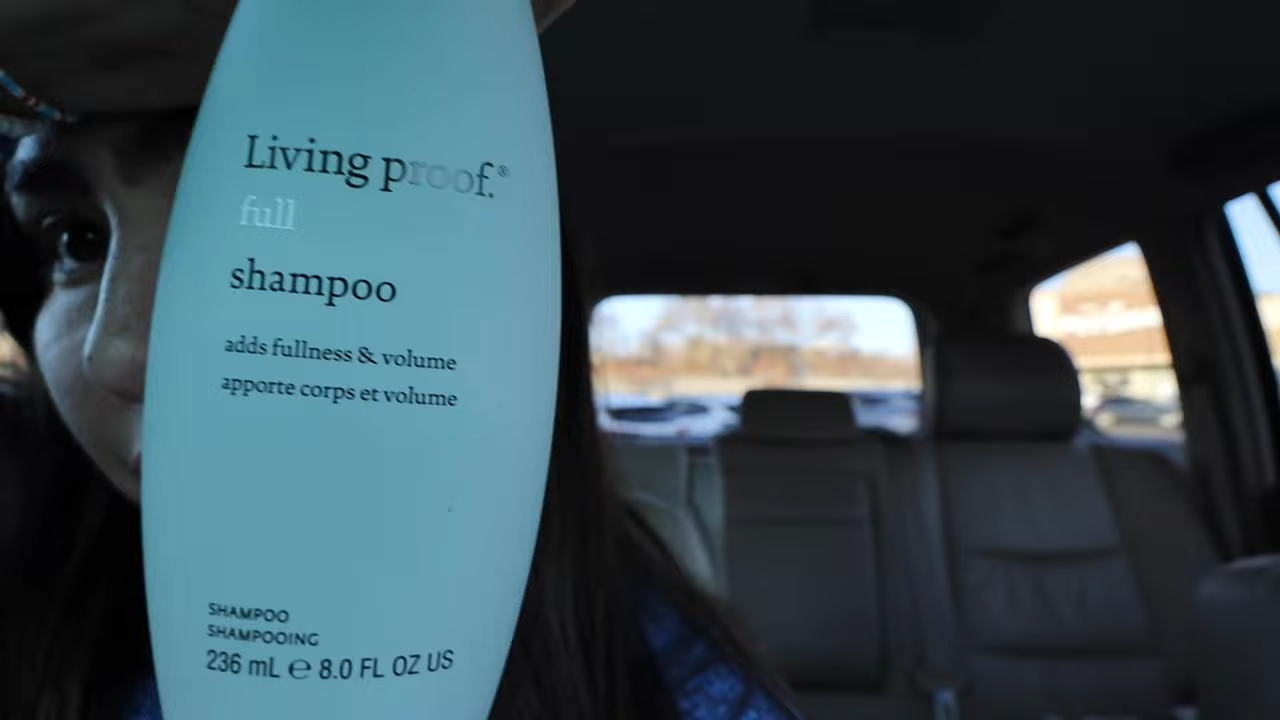 Living proof.®
full
shampoo
adds fullness & volume
apporte corps et volume
SHAMPOO
SHAMPOOING
236 mL ℮ 8.0 FL OZ US